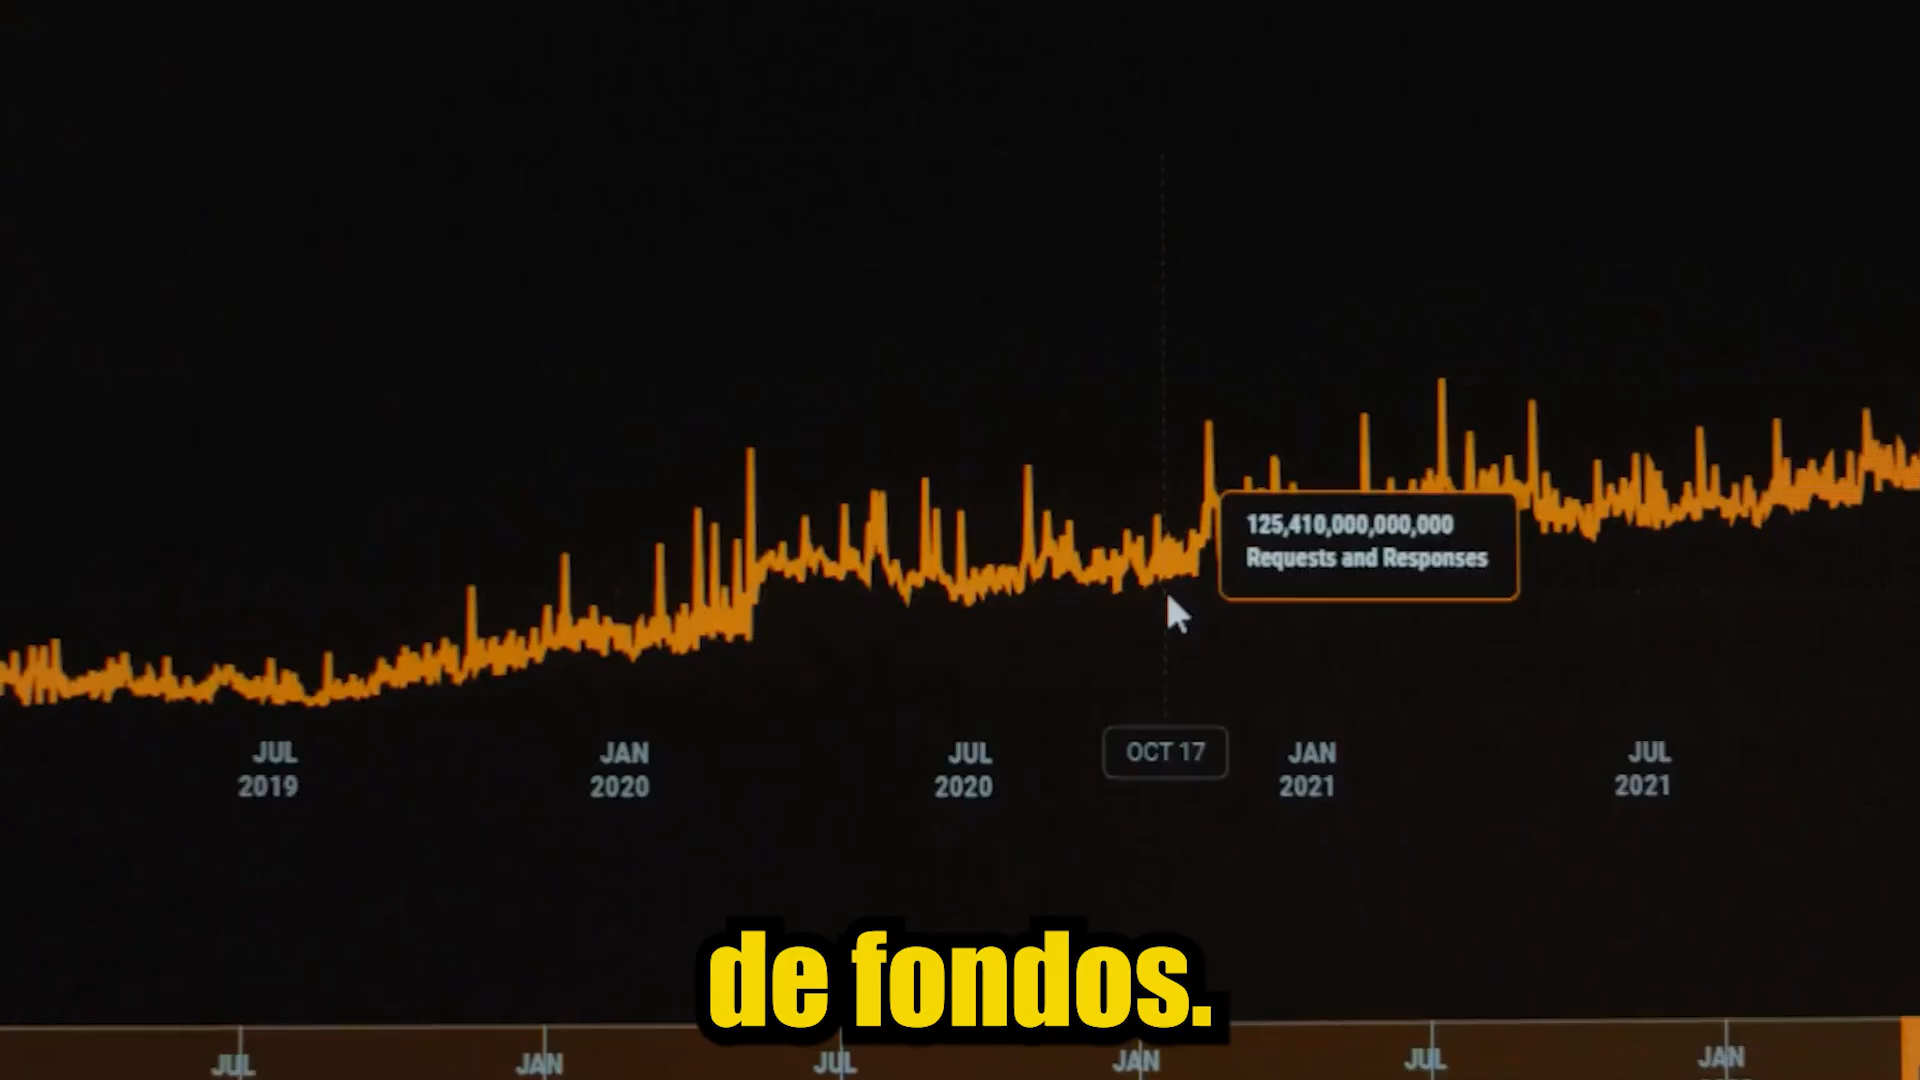 125,410,000,000,000
Requests and Responses
JUL
2019
JAN
2020
JUL
2020
OCT 17
JAN
2021
JUL
2021
de fondos.
JUL
JAN
JUL
JAN
JUL
JAN